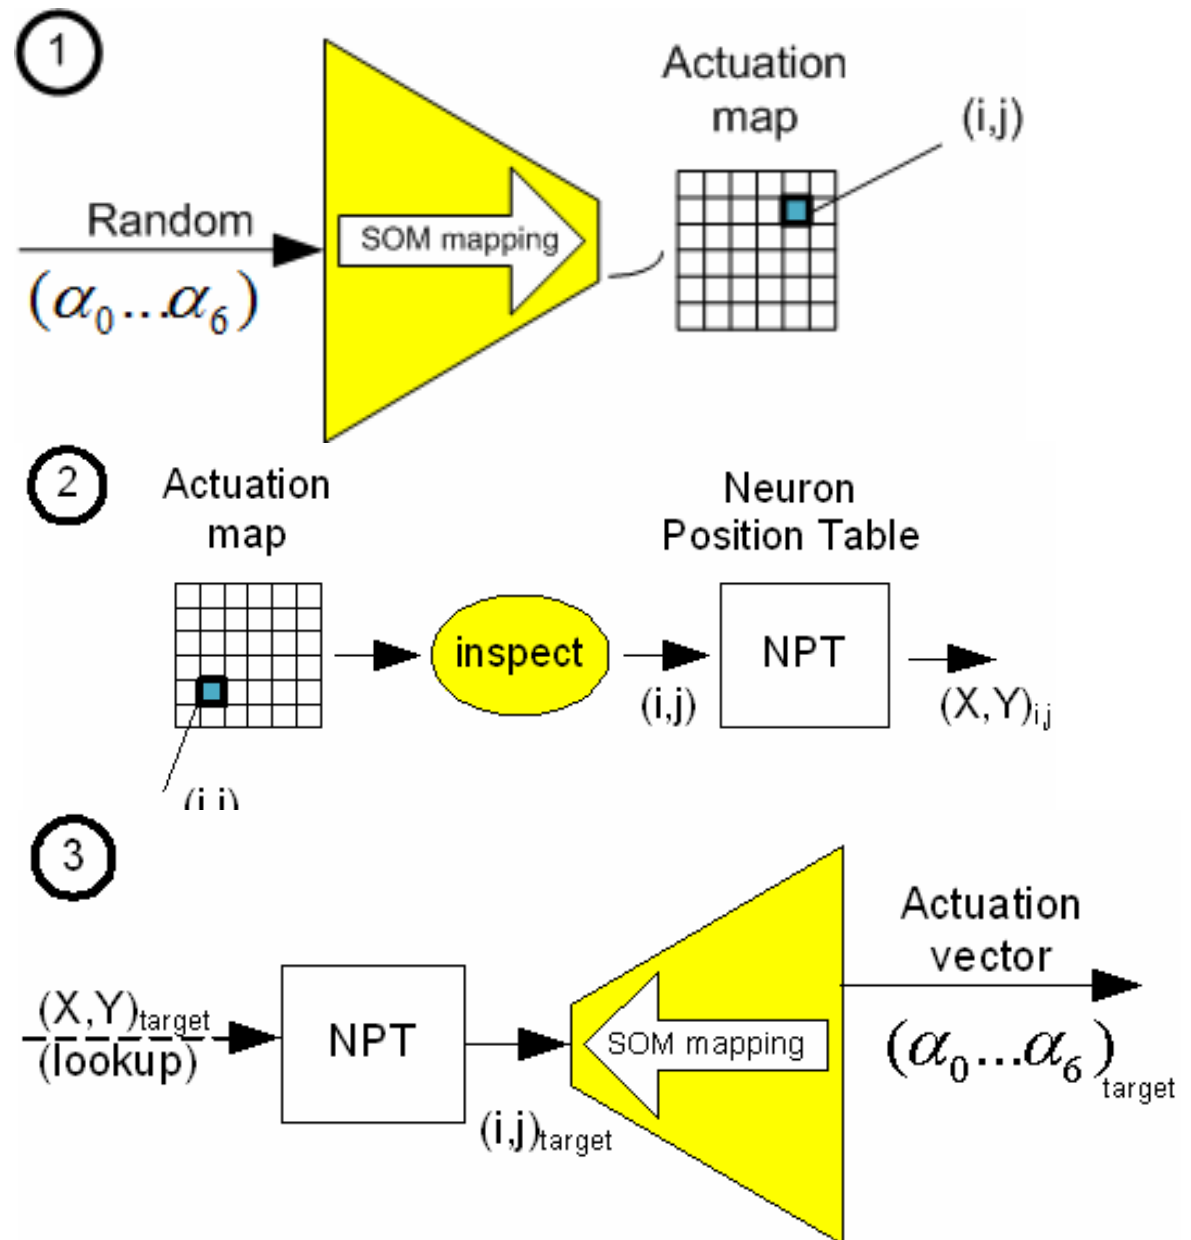 1
Actuation
map
(i,j)
Random
(α₀...α₆)
SOM mapping
2
Actuation
map
Neuron
Position Table
inspect
NPT
(i,j)
(X,Y)i,j
(i,j)
3
Actuation
vector
(X,Y)target
(lookup)
NPT
SOM mapping
(i,j)target
(α₀...α₆)target